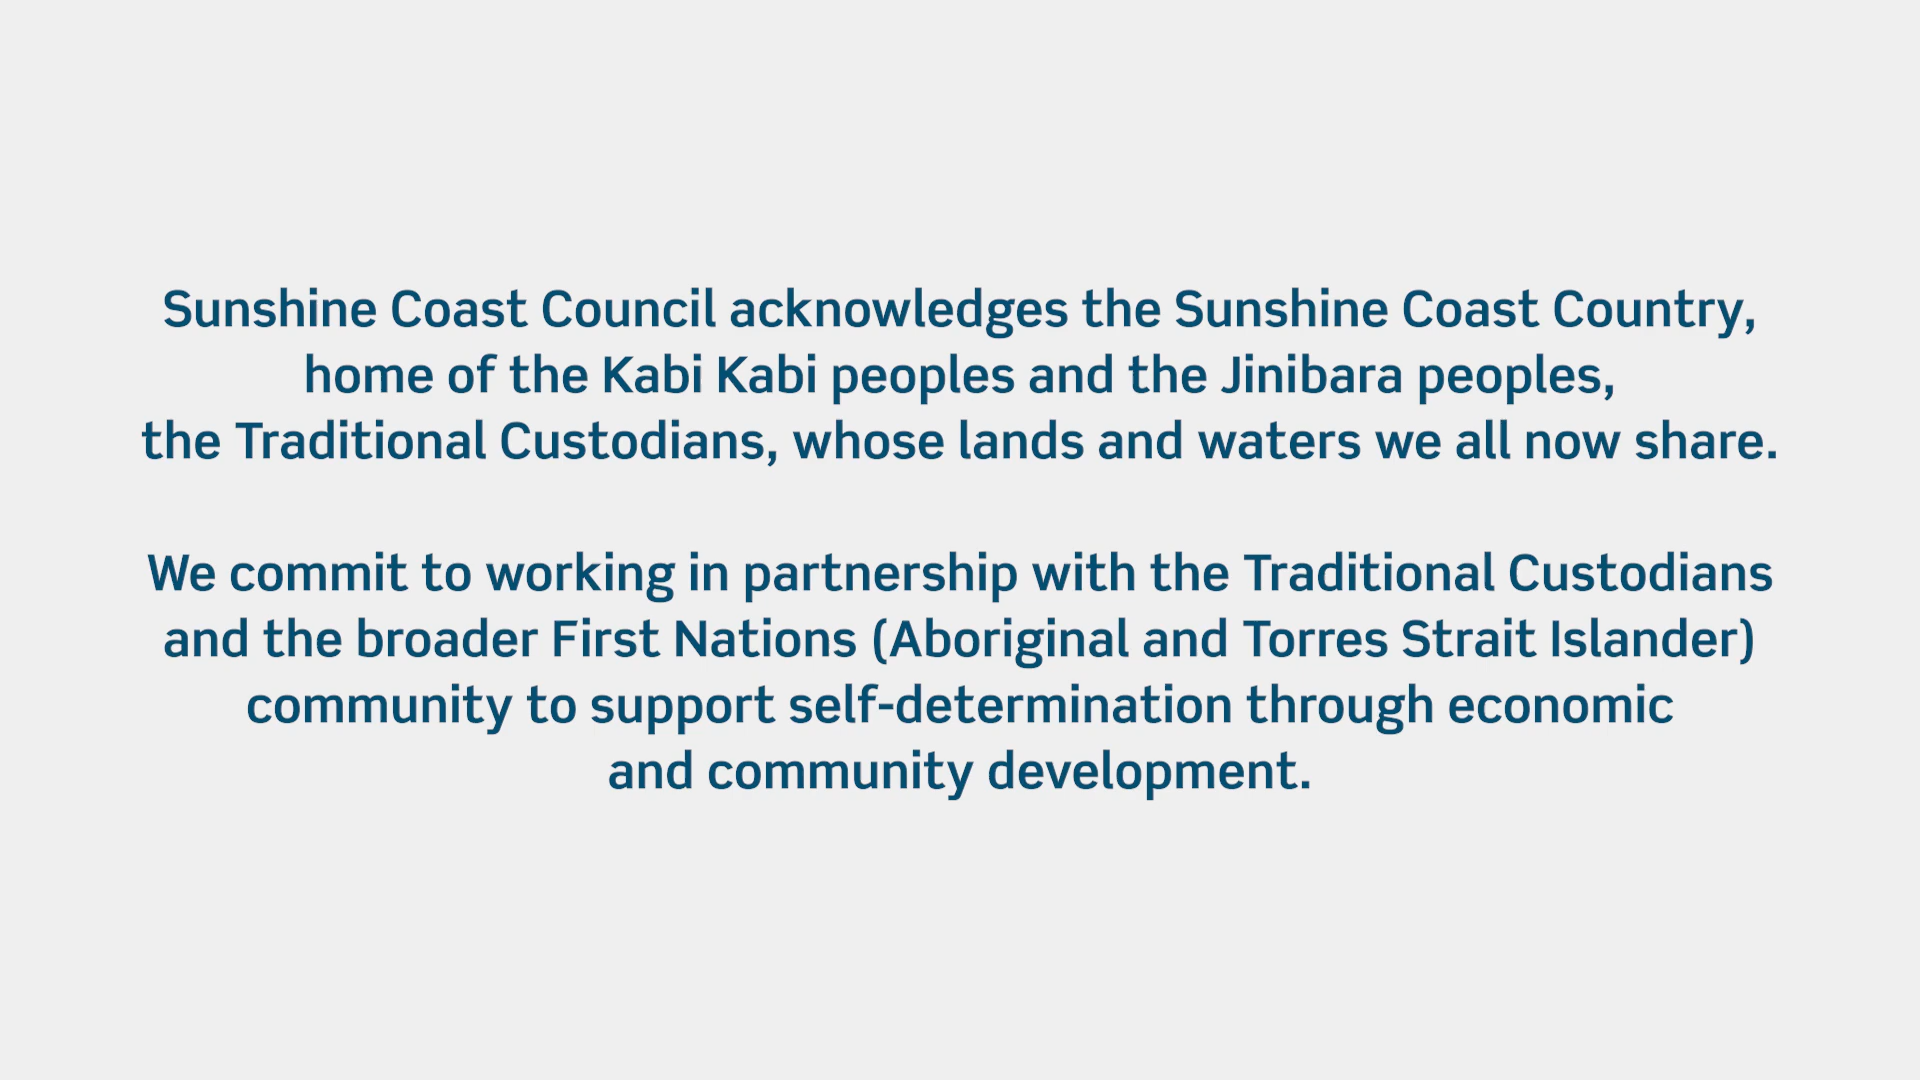 Sunshine Coast Council acknowledges the Sunshine Coast Country,
home of the Kabi Kabi peoples and the Jinibara peoples,
the Traditional Custodians, whose lands and waters we all now share.
We commit to working in partnership with the Traditional Custodians
and the broader First Nations (Aboriginal and Torres Strait Islander)
community to support self-determination through economic
and community development.